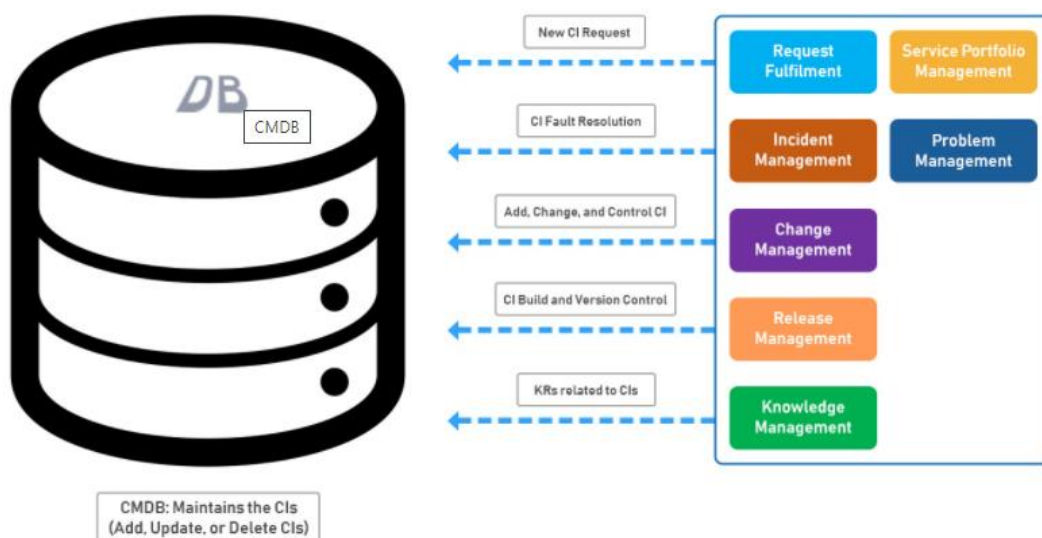 New CI Request
Request
Fulfilment
Service Portfolio
Management
DB
CMDB
CI Fault Resolution
Incident
Management
Problem
Management
Add, Change, and Control CI
Change
Management
CI Build and Version Control
Release
Management
KRs related to CIs
Knowledge
Management
CMDB: Maintains the CIs
(Add, Update, or Delete CIs)